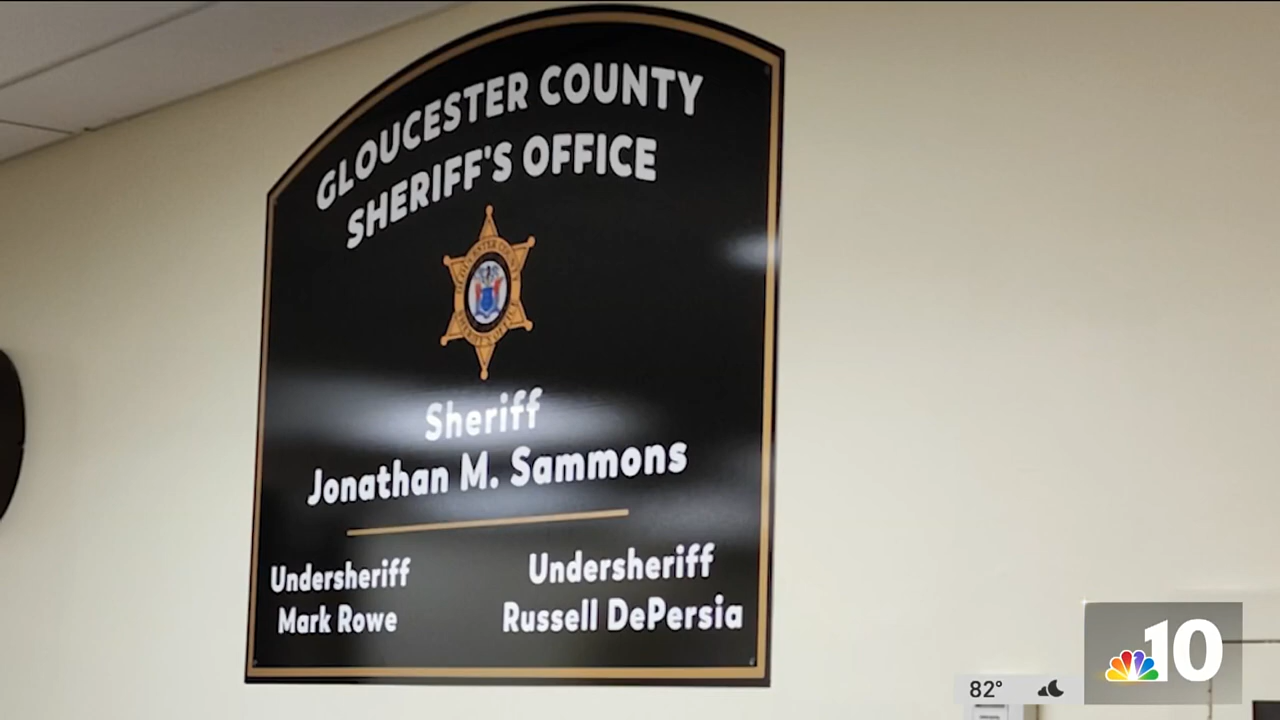 GLOUCESTER COUNTY
SHERIFF'S OFFICE
Sheriff
Jonathan M. Sammons
Undersheriff
Mark Rowe
Undersheriff
Russell DePersia
82°
10